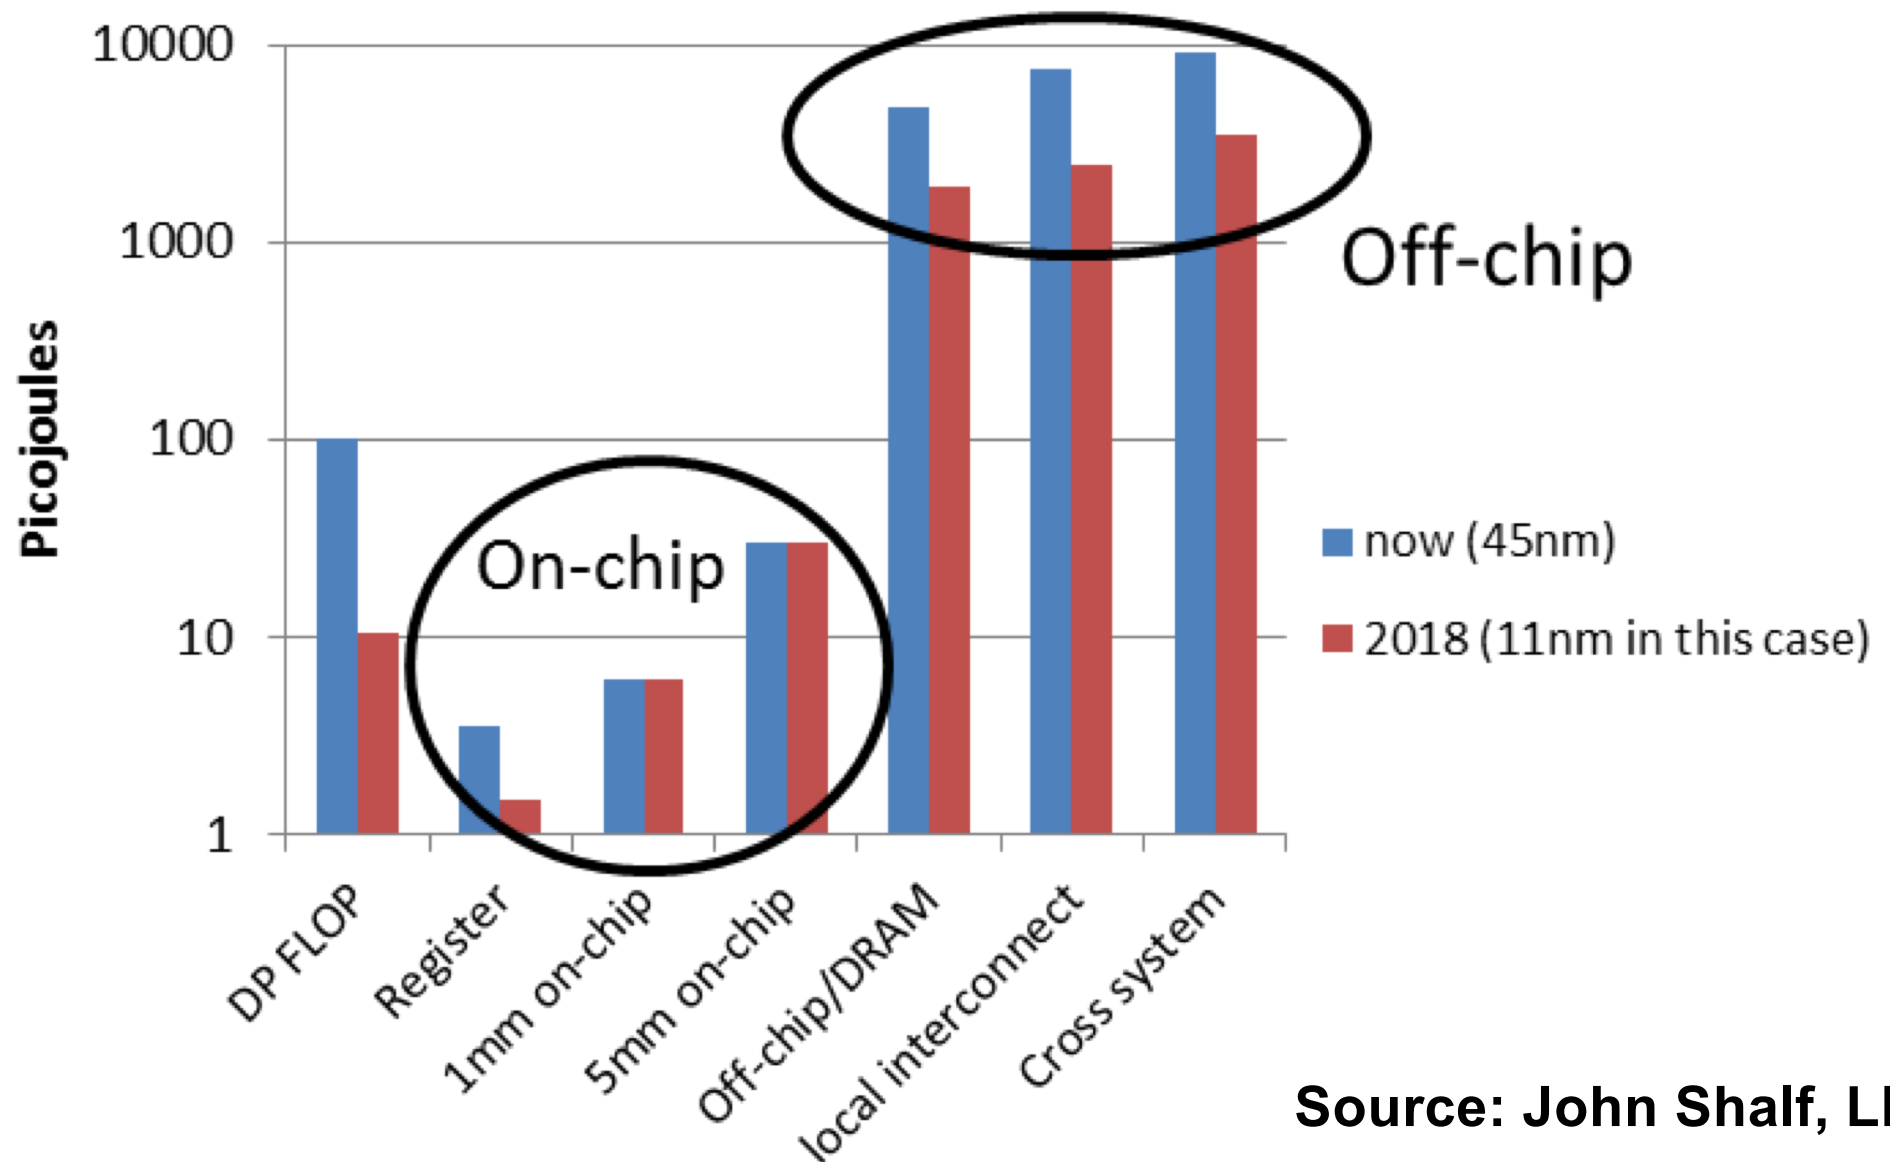 10000
1000
100
10
1
Picojoules
On-chip
Off-chip
now (45nm)
2018 (11nm in this case)
DP FLOP
Register
1mm on-chip
5mm on-chip
Off-chip/DRAM
local interconnect
Cross system
Source: John Shalf,